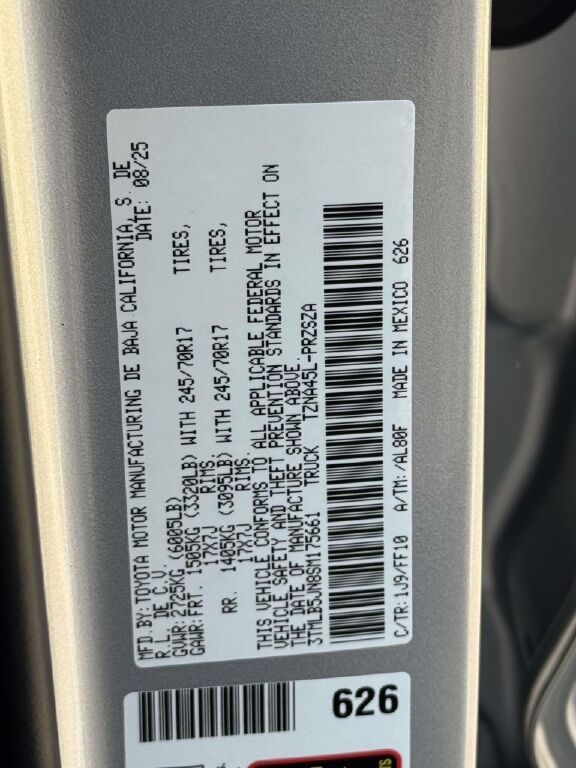 MFD. BY: TOYOTA MOTOR MANUFACTURING DE BAJA CALIFORNIA, S. DE
R. L. DE C. V. DATE: 08/25
GVWR: 2725KG (6005LB)
GAWR: FRT. 1505KG (3320LB) WITH 245/70R17 TIRES,
17X7J RIMS
RR. 1405KG (3095LB) WITH 245/70R17 TIRES,
17X7J RIMS.
THIS VEHICLE CONFORMS TO ALL APPLICABLE FEDERAL MOTOR
VEHICLE SAFETY AND THEFT PREVENTION STANDARDS IN EFFECT ON
THE DATE OF MANUFACTURE SHOWN ABOVE.
3TMLB5JN8SM175661 TRUCK TZNA45L-PRZSZA
C/TR: 1J9/FF10 A/TM: /AL80F MADE IN MEXICO 626
626